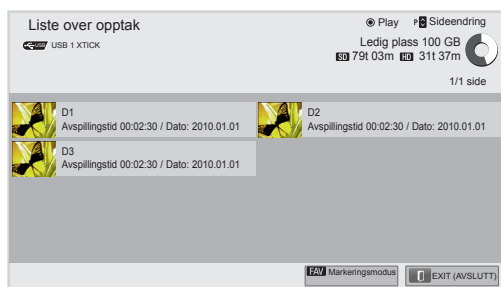 Liste over opptak
Play P Sideendring
USB USB 1 XTICK
Ledig plass 100 GB
SD 79t 03m HD 31t 37m
1/1 side
D1
Avspillingstid 00:02:30 / Dato: 2010.01.01
D2
Avspillingstid 00:02:30 / Dato: 2010.01.01
D3
Avspillingstid 00:02:30 / Dato: 2010.01.01
FAV Markeringsmodus
EXIT (AVSLUTT)